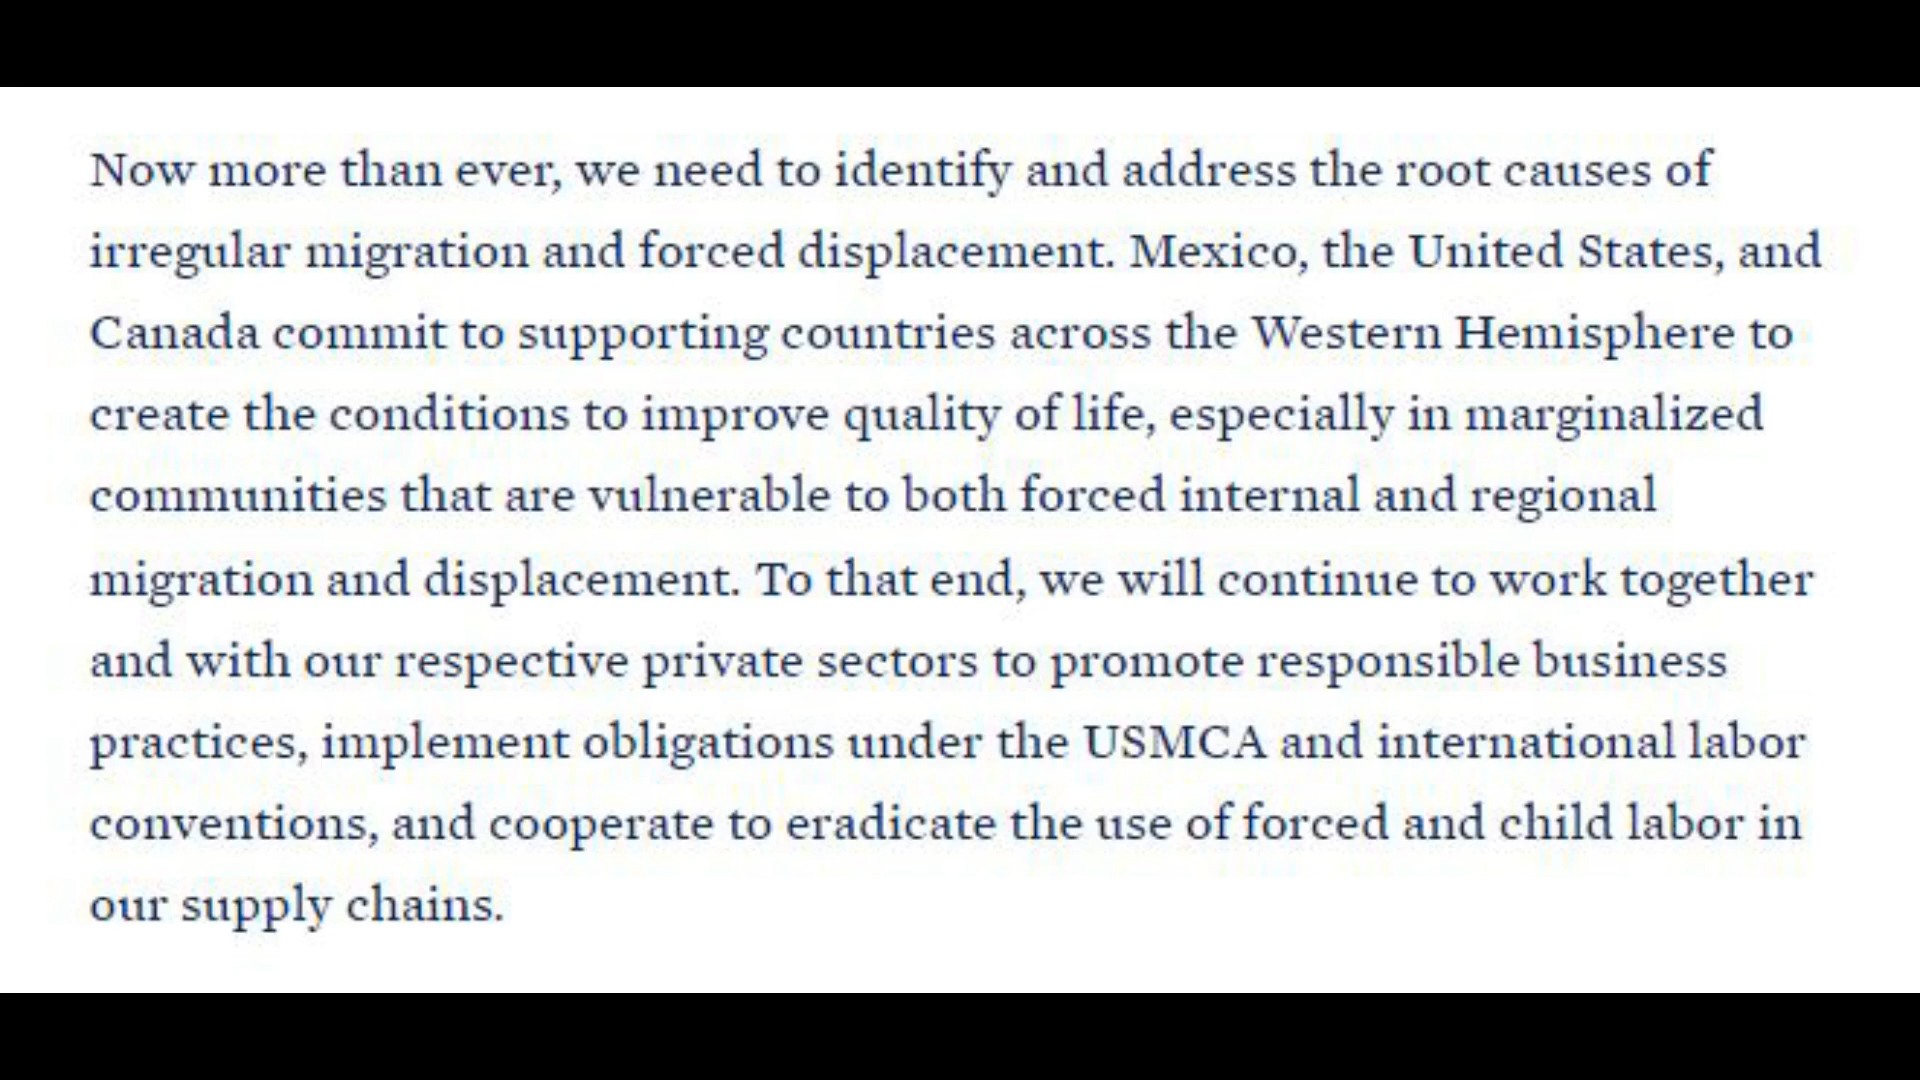 Now more than ever, we need to identify and address the root causes of
irregular migration and forced displacement. Mexico, the United States, and
Canada commit to supporting countries across the Western Hemisphere to
create the conditions to improve quality of life, especially in marginalized
communities that are vulnerable to both forced internal and regional
migration and displacement. To that end, we will continue to work together
and with our respective private sectors to promote responsible business
practices, implement obligations under the USMCA and international labor
conventions, and cooperate to eradicate the use of forced and child labor in
our supply chains.